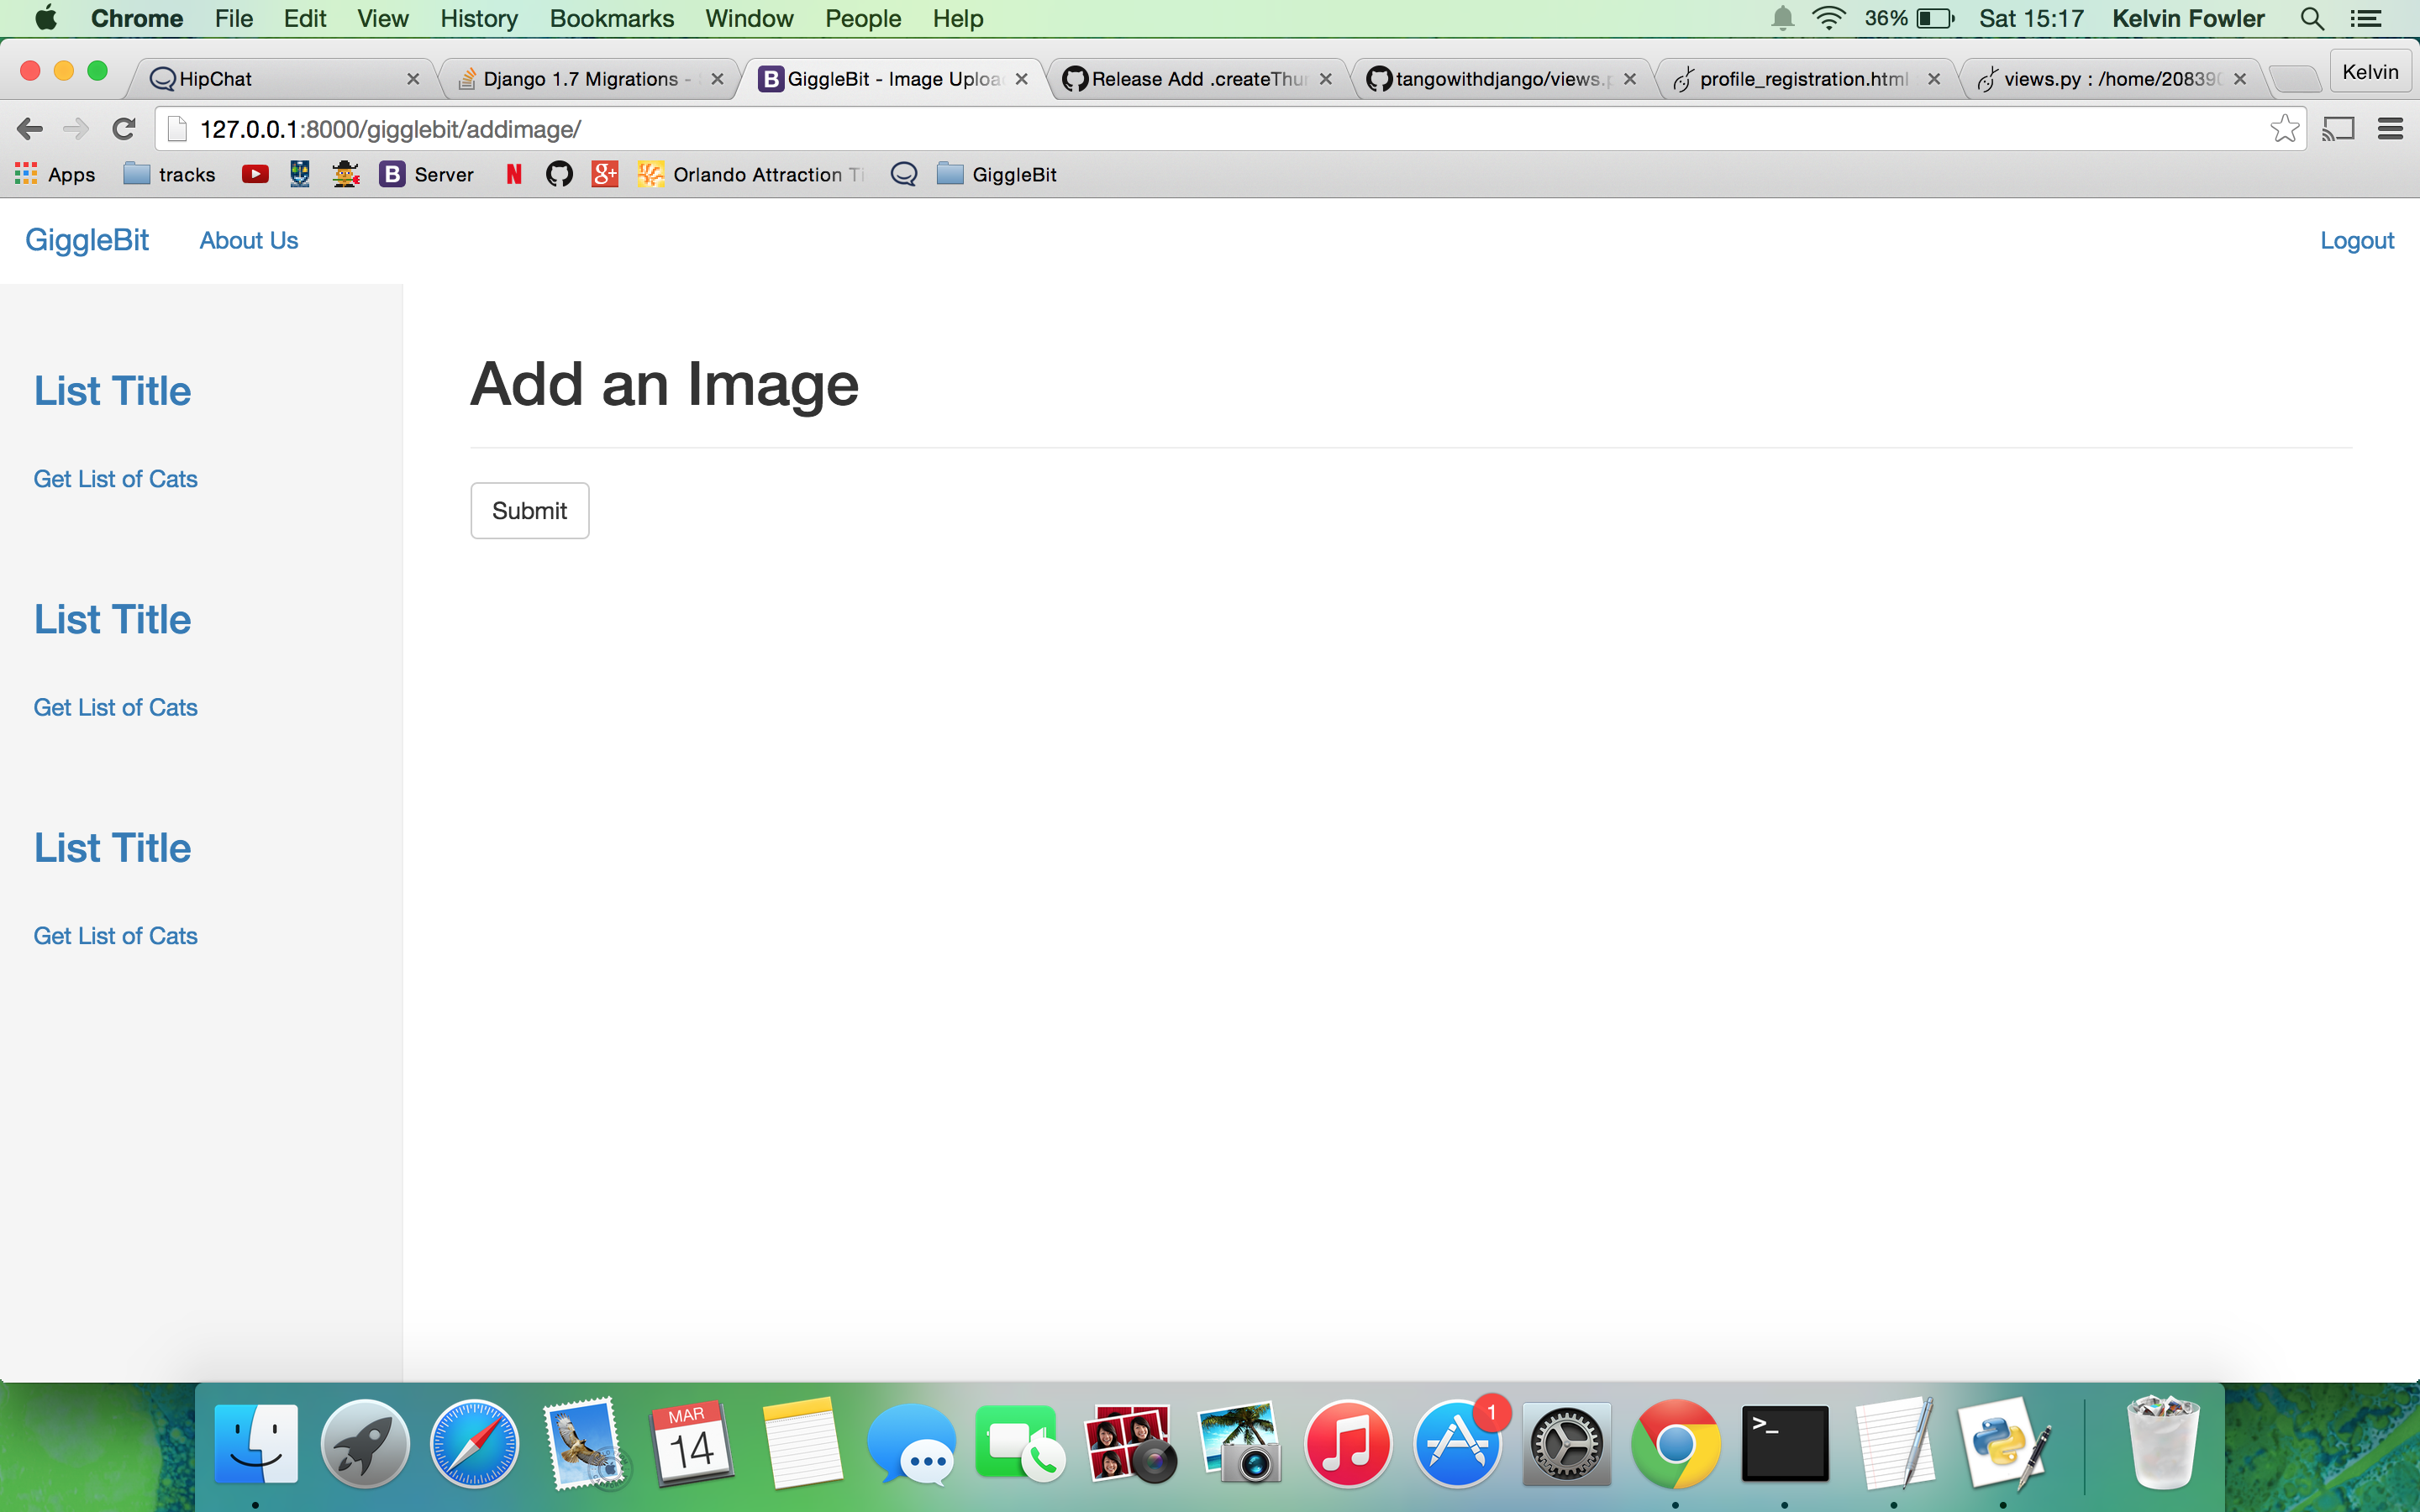 Chrome File Edit View History Bookmarks Window People Help 36% Sat 15:17 Kelvin Fowler
HipChat Django 1.7 Migrations - GiggleBit - Image Uploa Release Add .createThu tangowithdjango/views.p profile_registration.html views.py : /home/208390 Kelvin
127.0.0.1:8000/gigglebit/addimage/
Apps tracks B Server N g+ Orlando Attraction Ti GiggleBit
GiggleBit About Us Logout
List Title
Add an Image
Get List of Cats
Submit
List Title
Get List of Cats
List Title
Get List of Cats
MAR
14
1
>_